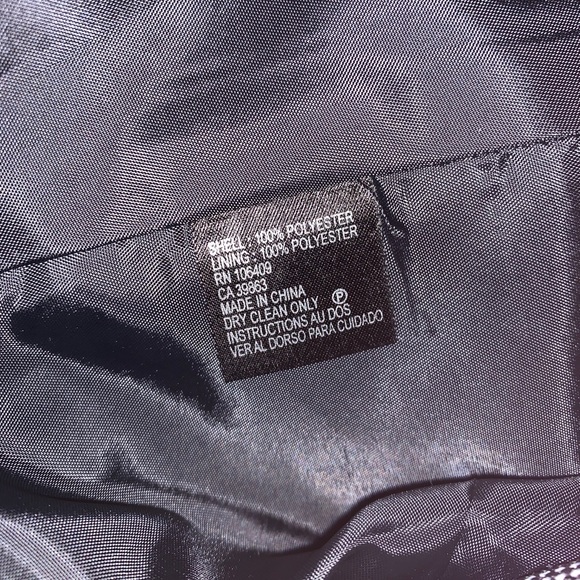 SHELL : 100% POLYESTER
LINING : 100% POLYESTER
RN 106409
CA 39863
MADE IN CHINA
DRY CLEAN ONLY Ⓟ
INSTRUCTIONS AU DOS
VER AL DORSO PARA CUIDADO